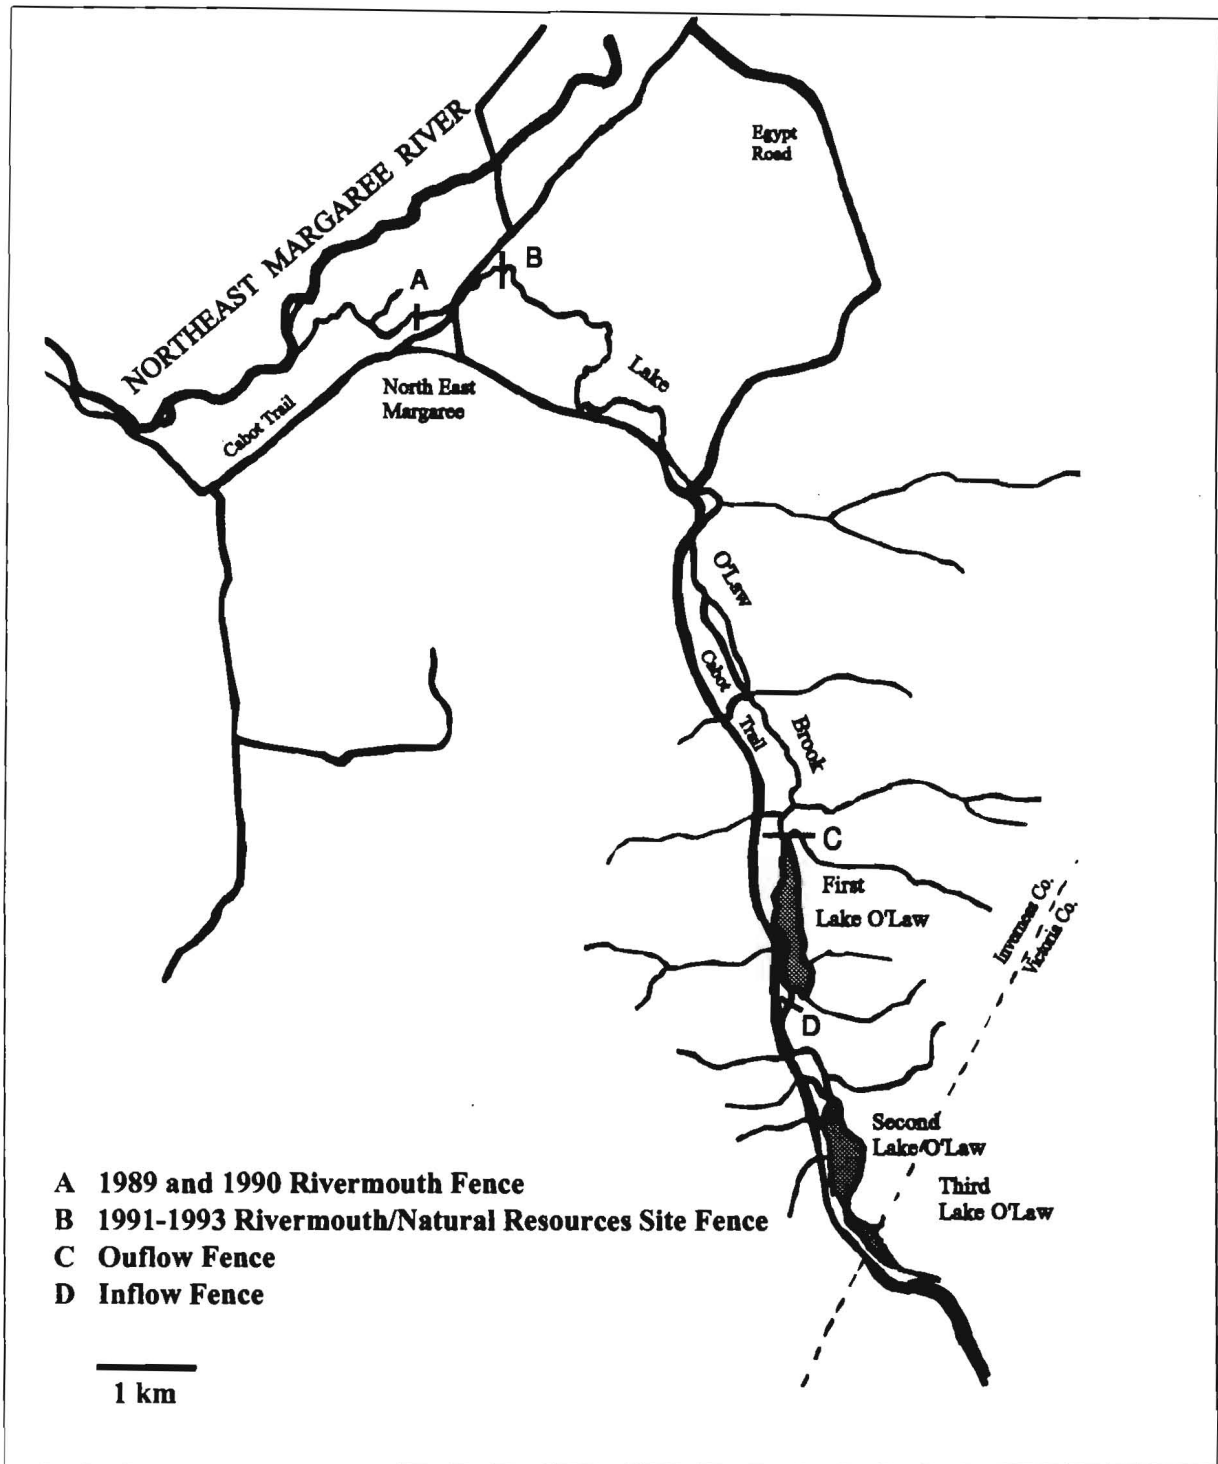 NORTHEAST MARGAREE RIVER
Egypt
Road
B
A
Lake
North East
Margaree
Cabot Trail
O'Law
Cabot
Trail
Brook
C
First
Lake O'Law
Inverness Co.
Victoria Co.
D
Second
Lake O'Law
Third
Lake O'Law
A 1989 and 1990 Rivermouth Fence
B 1991-1993 Rivermouth/Natural Resources Site Fence
C Ouflow Fence
D Inflow Fence
1 km